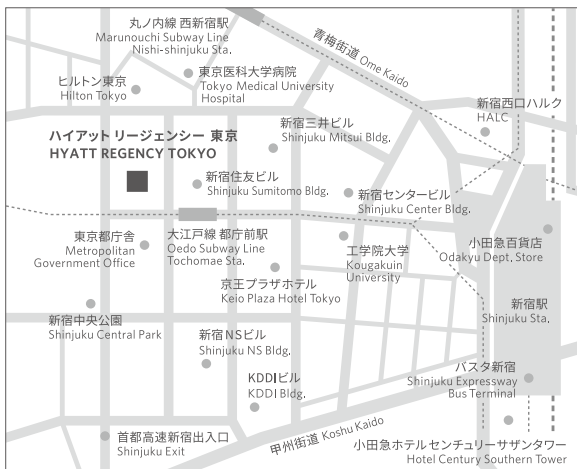 丸ノ内線 西新宿駅
Marunouchi Subway Line
Nishi-shinjuku Sta.
青梅街道 Ome Kaido
東京医科大学病院
Tokyo Medical University
Hospital
ヒルトン東京
Hilton Tokyo
新宿西口ハルク
HALC
新宿三井ビル
Shinjuku Mitsui Bldg.
ハイアット リージェンシー 東京
HYATT REGENCY TOKYO
新宿住友ビル
Shinjuku Sumitomo Bldg.
新宿センタービル
Shinjuku Center Bldg.
東京都庁舎
Metropolitan
Government Office
大江戸線 都庁前駅
Oedo Subway Line
Tochomae Sta.
工学院大学
Kougakuin
University
小田急百貨店
Odakyu Dept. Store
京王プラザホテル
Keio Plaza Hotel Tokyo
新宿駅
Shinjuku Sta.
新宿中央公園
Shinjuku Central Park
新宿NSビル
Shinjuku NS Bldg.
バスタ新宿
Shinjuku Expressway
Bus Terminal
KDDIビル
KDDI Bldg.
甲州街道 Koshu Kaido
首都高速新宿出入口
Shinjuku Exit
小田急ホテルセンチュリーサザンタワー
Hotel Century Southern Tower